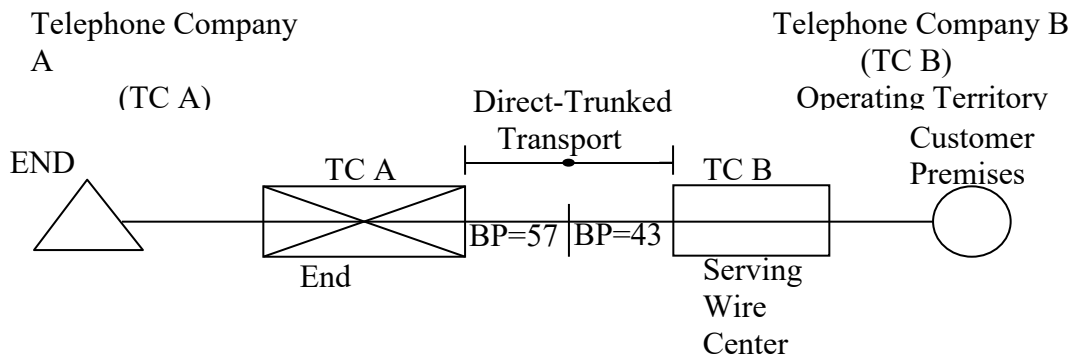 Telephone Company
A
(TC A)
Telephone Company B
(TC B)
Operating Territory
Direct-Trunked
Transport
Customer
Premises
END
TC A
TC B
BP=57
BP=43
End
Serving
Wire
Center